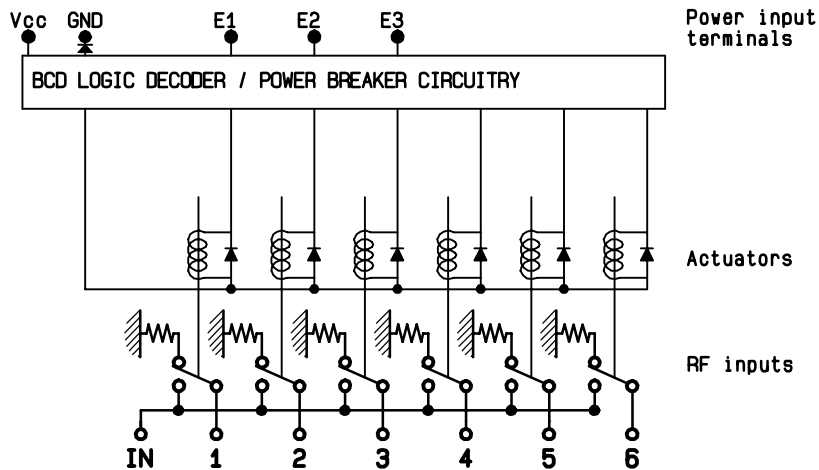 Vcc GND E1 E2 E3 Power input
terminals
BCD LOGIC DECODER / POWER BREAKER CIRCUITRY
Actuators
RF inputs
IN 1 2 3 4 5 6